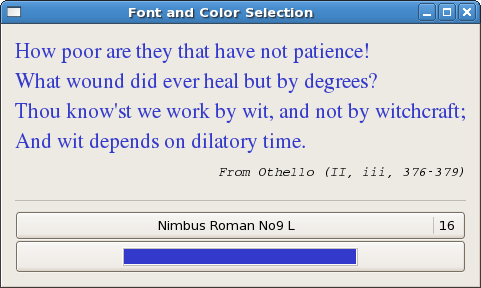 Font and Color Selection
How poor are they that have not patience!
What wound did ever heal but by degrees?
Thou know'st we work by wit, and not by witchcraft;
And wit depends on dilatory time.
From Othello (II, iii, 376-379)
Nimbus Roman No9 L 16